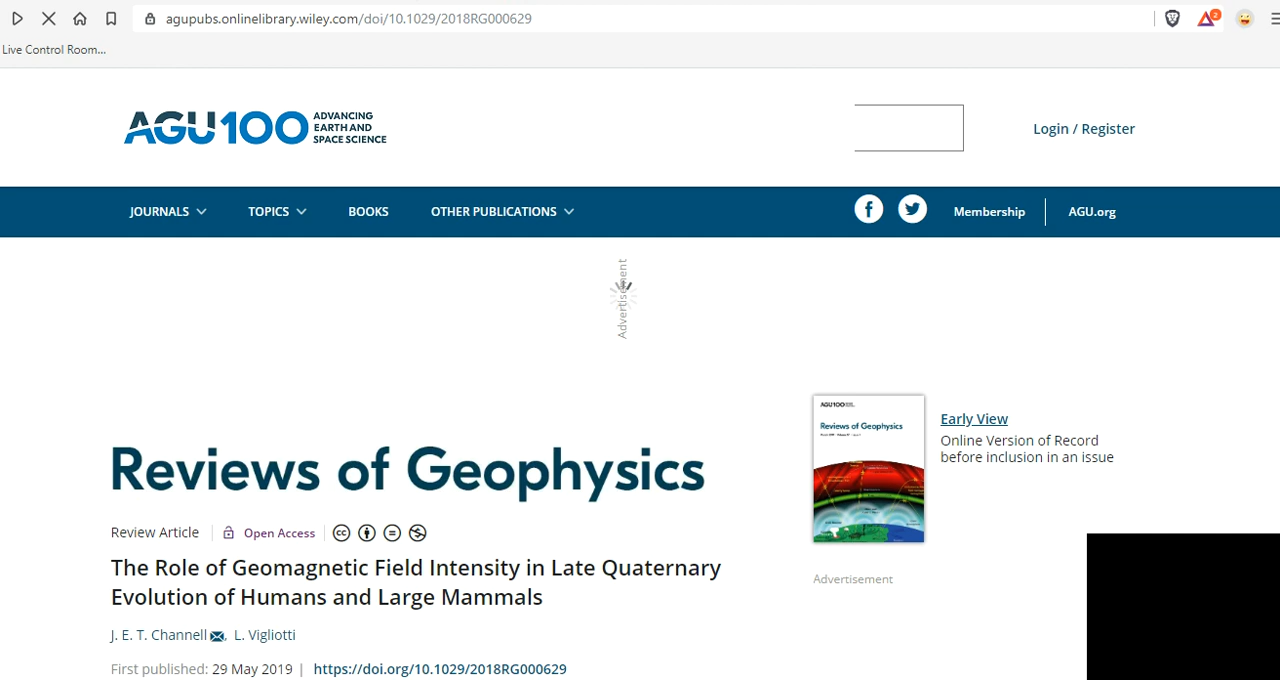 agupubs.onlinelibrary.wiley.com/doi/10.1029/2018RG000629
2
Live Control Room...
AGU100 ADVANCING
EARTH AND
SPACE SCIENCE
Login / Register
JOURNALS TOPICS BOOKS OTHER PUBLICATIONS Membership AGU.org
Advertisement
AGU100
Reviews of Geophysics
Early View
Online Version of Record
before inclusion in an issue
Reviews of Geophysics
Review Article Open Access
Advertisement
The Role of Geomagnetic Field Intensity in Late Quaternary
Evolution of Humans and Large Mammals
J. E. T. Channell, L. Vigliotti
First published: 29 May 2019 | https://doi.org/10.1029/2018RG000629